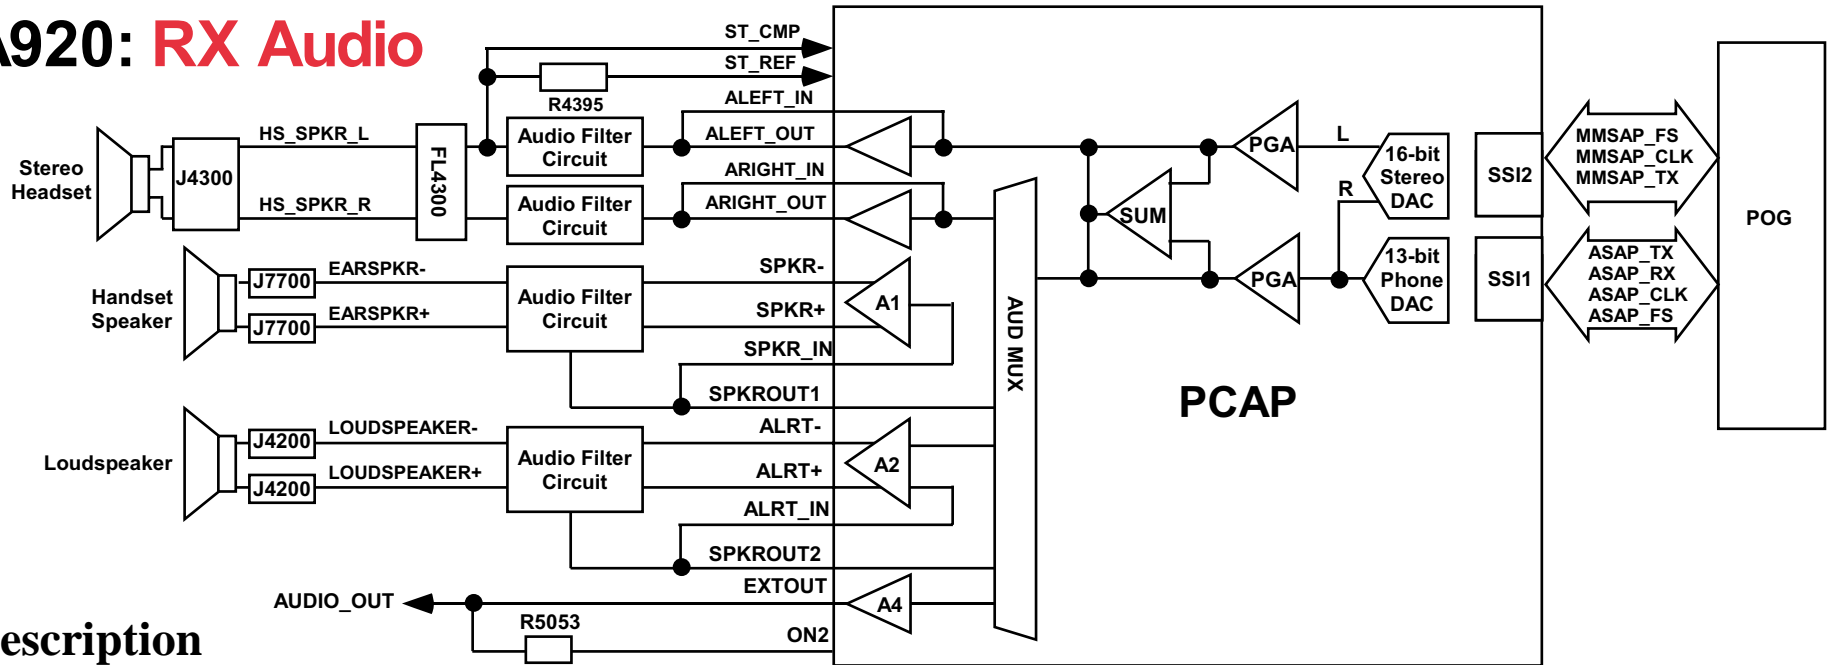 A920: RX Audio
ST_CMP
ST_REF
R4395
ALEFT_IN
ALEFT_OUT
ARIGHT_IN
ARIGHT_OUT
Stereo
Headset
J4300
HS_SPKR_L
HS_SPKR_R
FL4300
Audio Filter
Circuit
Audio Filter
Circuit
PGA
L
R
16-bit
Stereo
DAC
SUM
PGA
13-bit
Phone
DAC
SSI2
SSI1
MMSAP_FS
MMSAP_CLK
MMSAP_TX
ASAP_TX
ASAP_RX
ASAP_CLK
ASAP_FS
POG
Handset
Speaker
J7700
J7700
EARSPKR-
EARSPKR+
Audio Filter
Circuit
SPKR-
SPKR+
SPKR_IN
SPKROUT1
A1
AUD MUX
PCAP
Loudspeaker
J4200
J4200
LOUDSPEAKER-
LOUDSPEAKER+
Audio Filter
Circuit
ALRT-
ALRT+
ALRT_IN
SPKROUT2
A2
AUDIO_OUT
EXTOUT
A4
R5053
ON2
escription